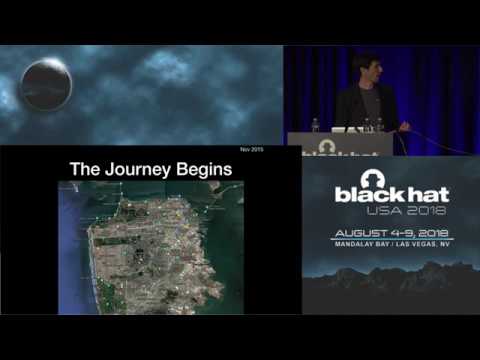 Nov 2015
The Journey Begins
black hat
black hat®
USA 2018
AUGUST 4-9, 2018
MANDALAY BAY / LAS VEGAS, NV